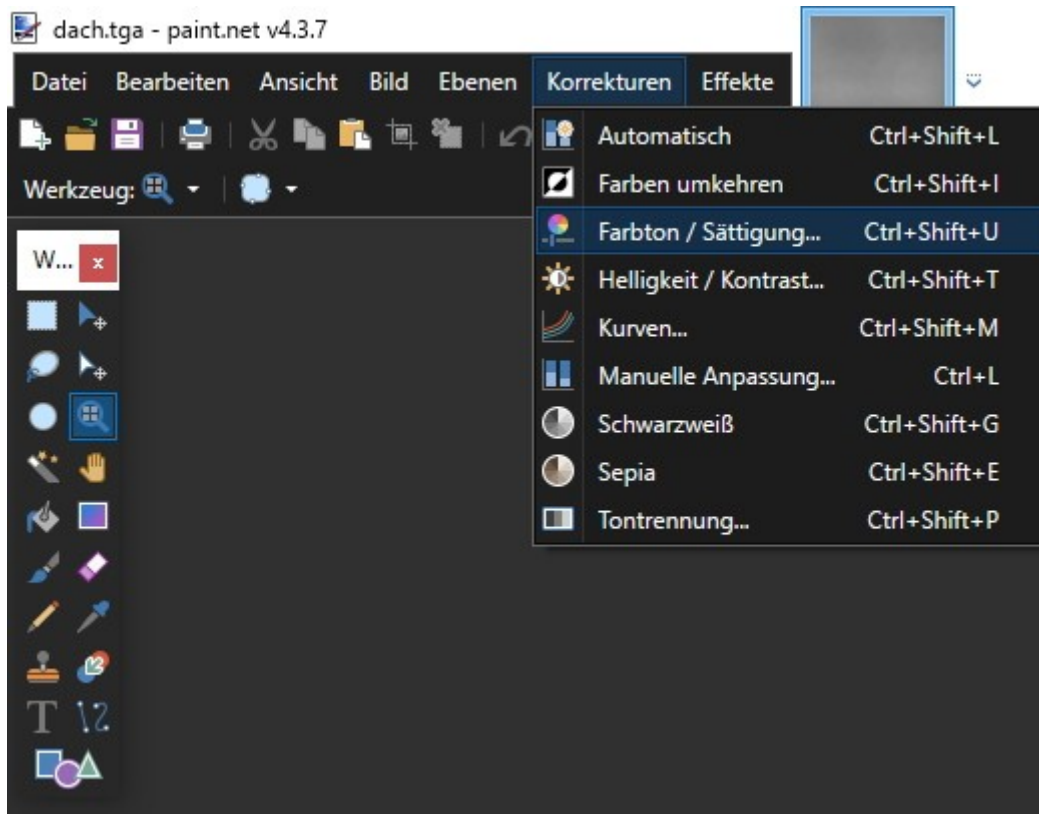 dach.tga - paint.net v4.3.7
Datei Bearbeiten Ansicht Bild Ebenen Korrekturen Effekte
Automatisch Ctrl+Shift+L
Farben umkehren Ctrl+Shift+I
Werkzeug:
Farbton / Sättigung... Ctrl+Shift+U
W... x
Helligkeit / Kontrast... Ctrl+Shift+T
Kurven... Ctrl+Shift+M
Manuelle Anpassung... Ctrl+L
Schwarzweiß Ctrl+Shift+G
Sepia Ctrl+Shift+E
Tontrennung... Ctrl+Shift+P